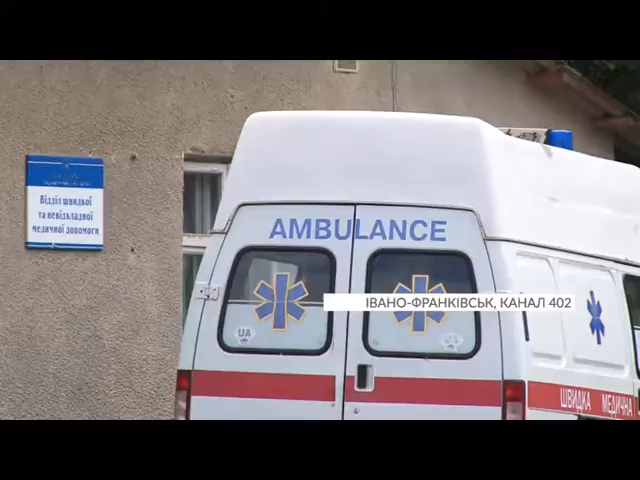 Відділ швидкої
та невідкладної
медичної допомоги
AMBULANCE
ІВАНО-ФРАНКІВСЬК, КАНАЛ 402
UA
ШВИДКА МЕДИЧНА